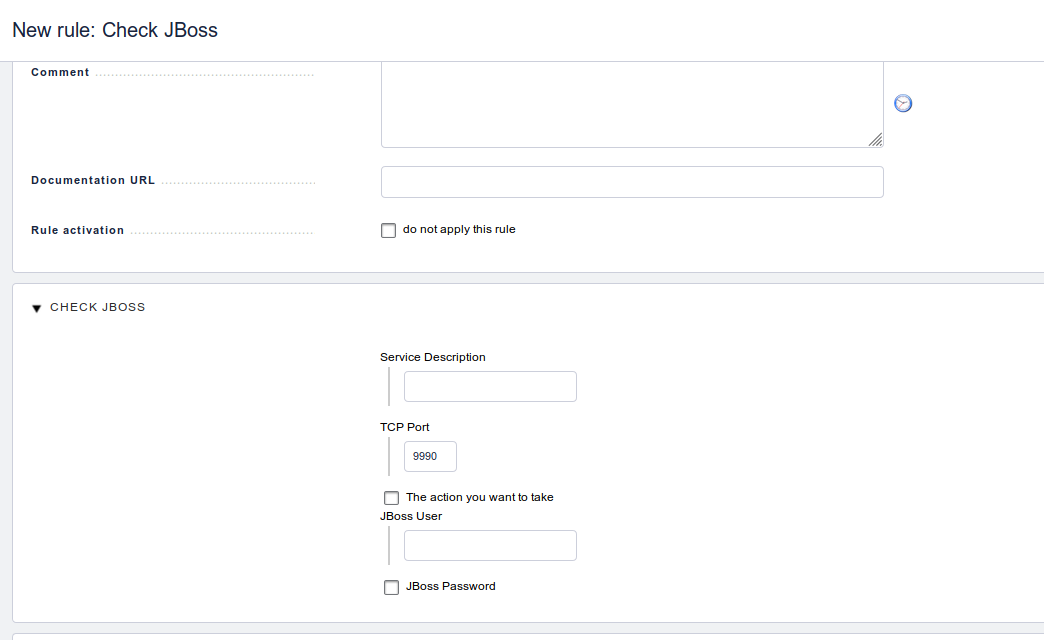 New rule: Check JBoss
Comment
Documentation URL
Rule activation
do not apply this rule
CHECK JBOSS
Service Description
TCP Port
9990
The action you want to take
JBoss User
JBoss Password